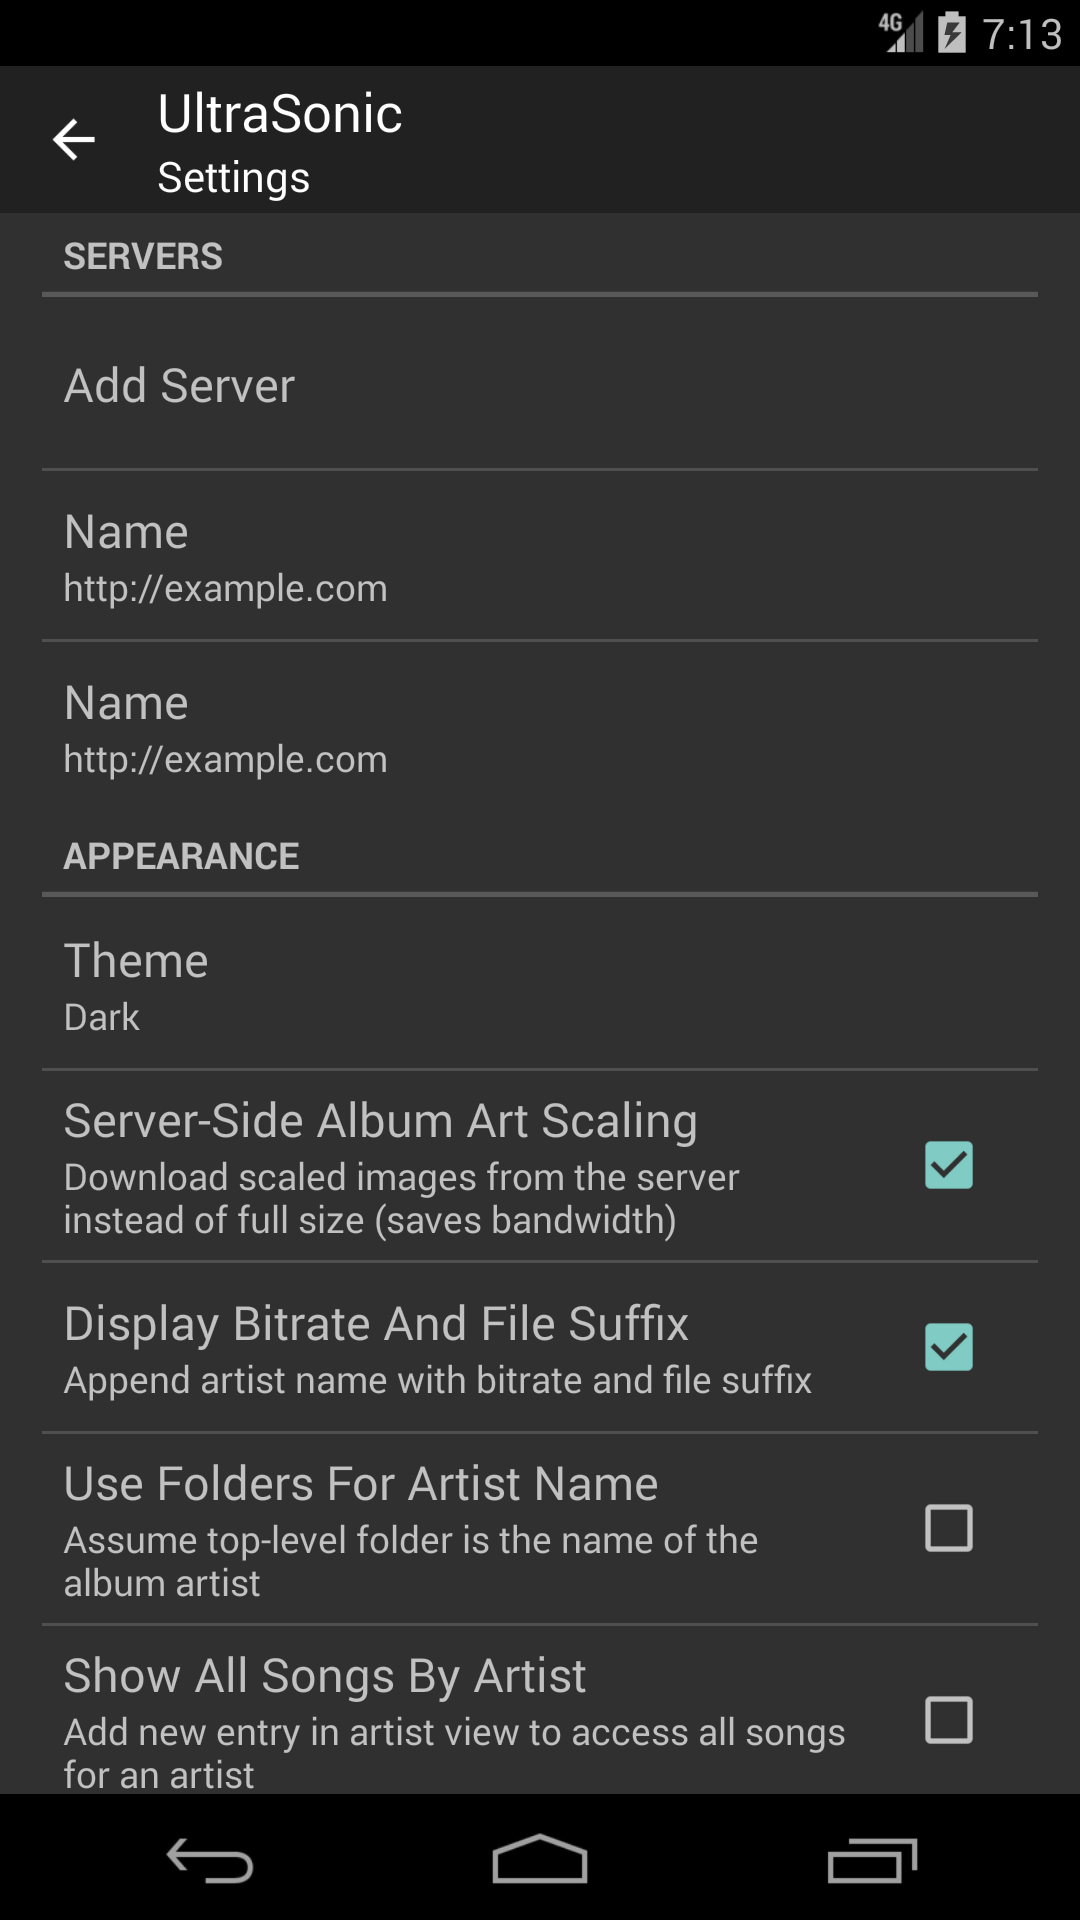 4G 7:13
UltraSonic
Settings
SERVERS
Add Server
Name
http://example.com
Name
http://example.com
APPEARANCE
Theme
Dark
Server-Side Album Art Scaling
Download scaled images from the server
instead of full size (saves bandwidth)
Display Bitrate And File Suffix
Append artist name with bitrate and file suffix
Use Folders For Artist Name
Assume top-level folder is the name of the
album artist
Show All Songs By Artist
Add new entry in artist view to access all songs
for an artist